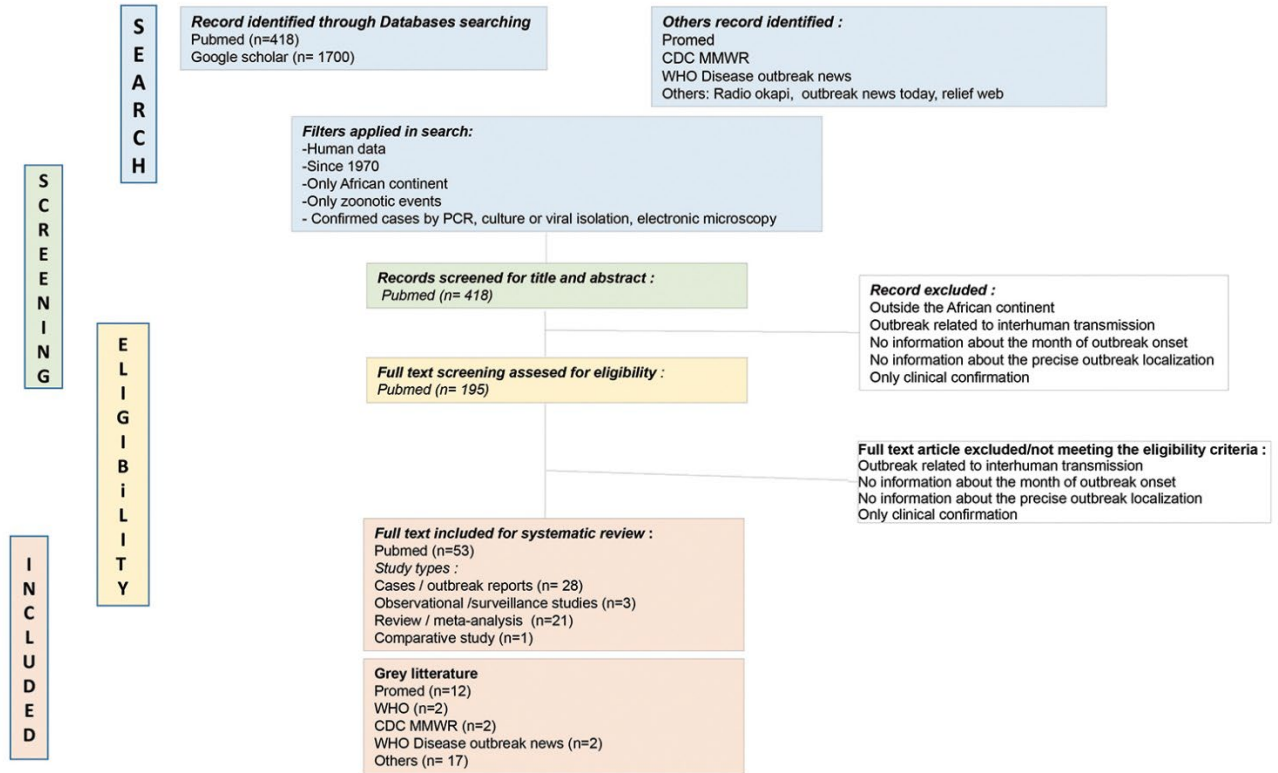 SEARCH
Record identified through Databases searching
Pubmed (n=418)
Google scholar (n= 1700)
Others record identified :
Promed
CDC MMWR
WHO Disease outbreak news
Others: Radio okapi, outbreak news today, relief web
Filters applied in search:
-Human data
-Since 1970
-Only African continent
-Only zoonotic events
- Confirmed cases by PCR, culture or viral isolation, electronic microscopy
SCREENING
Records screened for title and abstract :
Pubmed (n= 418)
Record excluded :
Outside the African continent
Outbreak related to interhuman transmission
No information about the month of outbreak onset
No information about the precise outbreak localization
Only clinical confirmation
ELIGIBiLITY
Full text screening assesed for eligibility :
Pubmed (n= 195)
Full text article excluded/not meeting the eligibility criteria :
Outbreak related to interhuman transmission
No information about the month of outbreak onset
No information about the precise outbreak localization
Only clinical confirmation
INCLUDED
Full text included for systematic review :
Pubmed (n=53)
Study types :
Cases / outbreak reports (n= 28)
Observational /surveillance studies (n=3)
Review / meta-analysis (n=21)
Comparative study (n=1)
Grey litterature
Promed (n=12)
WHO (n=2)
CDC MMWR (n=2)
WHO Disease outbreak news (n=2)
Others (n= 17)